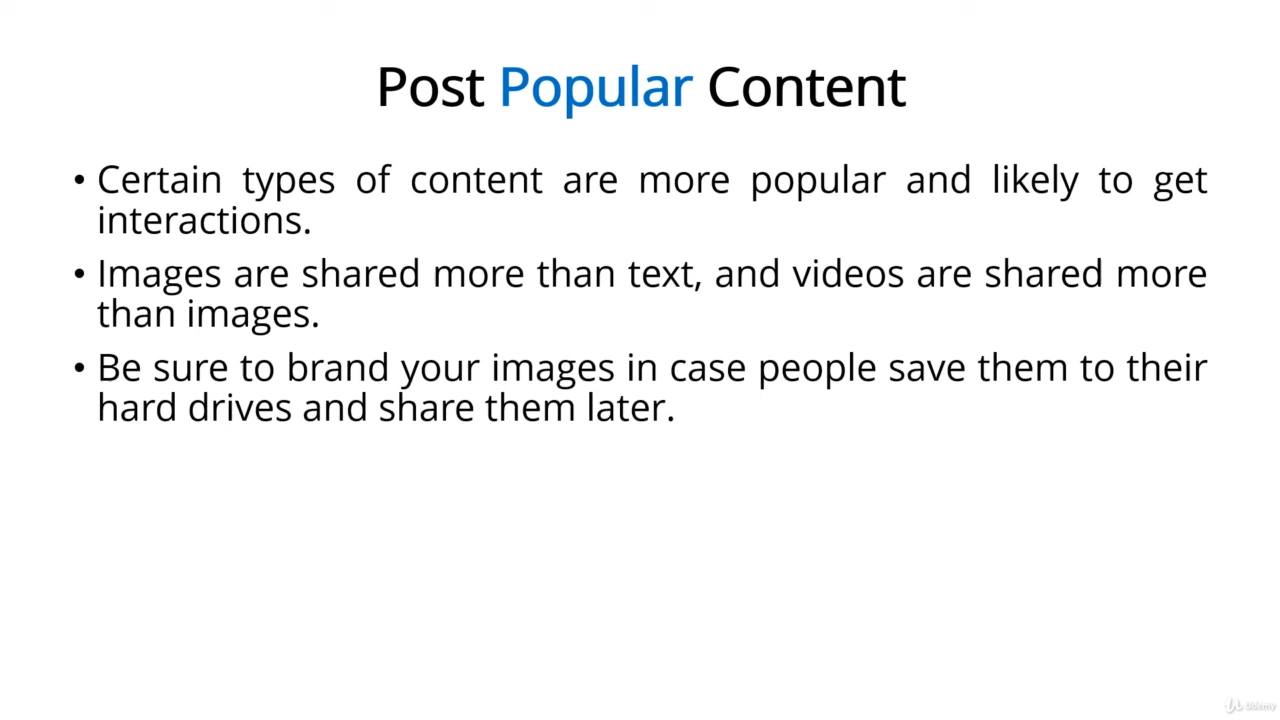 Post Popular Content
• Certain types of content are more popular and likely to get
interactions.
• Images are shared more than text, and videos are shared more
than images.
• Be sure to brand your images in case people save them to their
hard drives and share them later.
Udemy